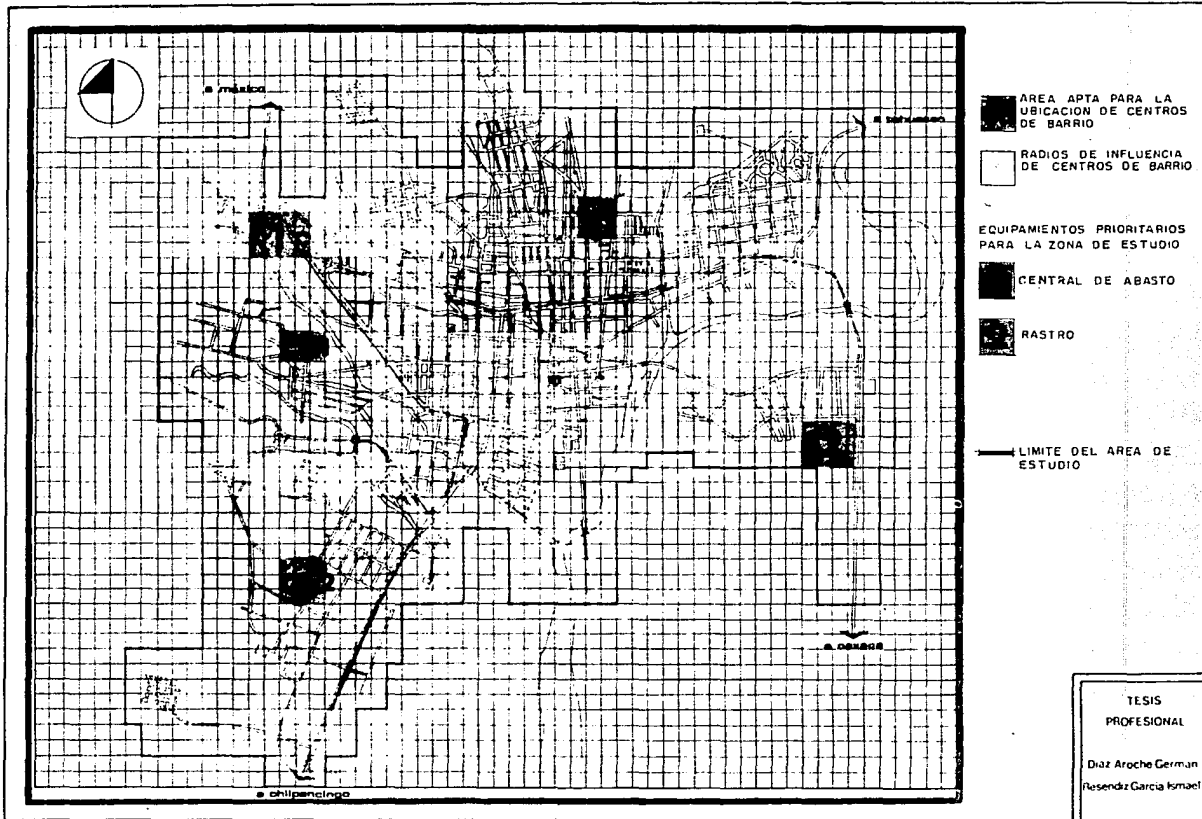 a méxico
a tehuacan
a oaxaca
a chilpancingo
AREA APTA PARA LA
UBICACION DE CENTROS
DE BARRIO
RADIOS DE INFLUENCIA
DE CENTROS DE BARRIO
EQUIPAMIENTOS PRIORITARIOS
PARA LA ZONA DE ESTUDIO
CENTRAL DE ABASTO
RASTRO
LIMITE DEL AREA DE
ESTUDIO
TESIS
PROFESIONAL
Diaz Aroche German
Resendiz Garcia Ismael